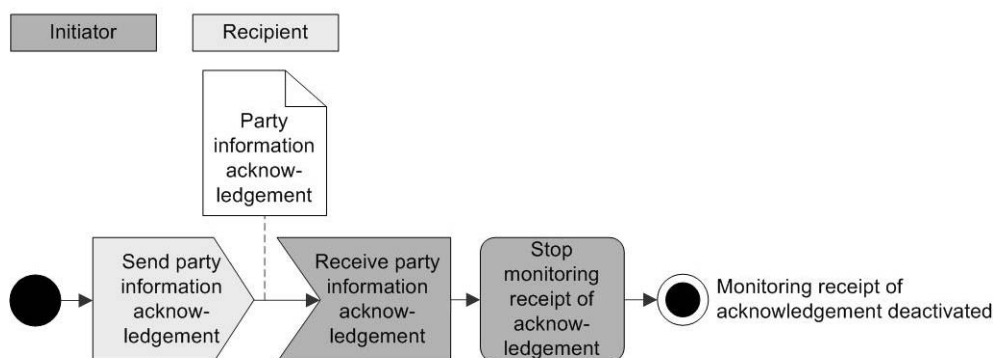 Initiator
Recipient
Party
information
acknow-
ledgement
Send party
information
acknow-
ledgement
Receive party
information
acknow-
ledgement
Stop
monitoring
receipt of
acknow-
ledgement
Monitoring receipt of
acknowledgement deactivated